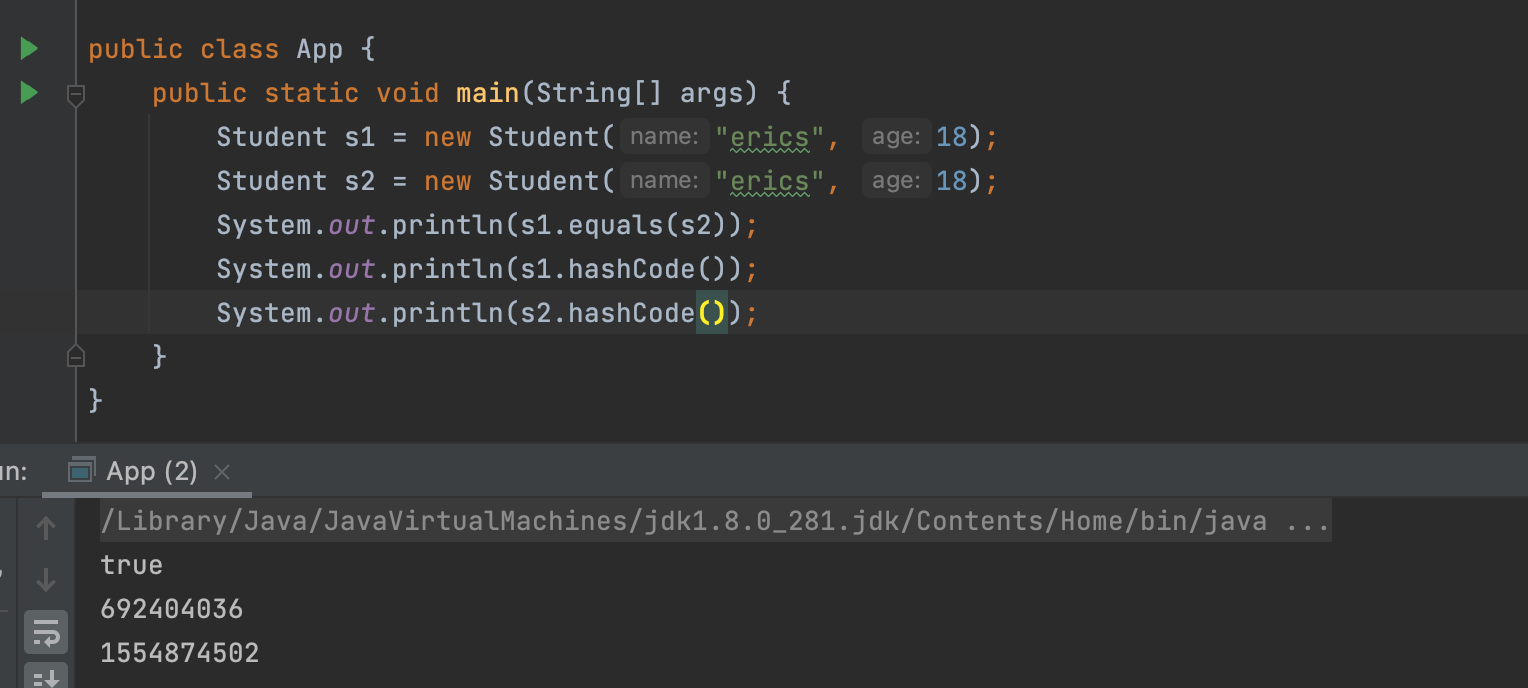 public class App {
public static void main(String[] args) {
Student s1 = new Student( name: "erics", age: 18);
Student s2 = new Student( name: "erics", age: 18);
System.out.println(s1.equals(s2));
System.out.println(s1.hashCode());
System.out.println(s2.hashCode());
}
}
un: App (2)
/Library/Java/JavaVirtualMachines/jdk1.8.0_281.jdk/Contents/Home/bin/java ...
true
692404036
1554874502